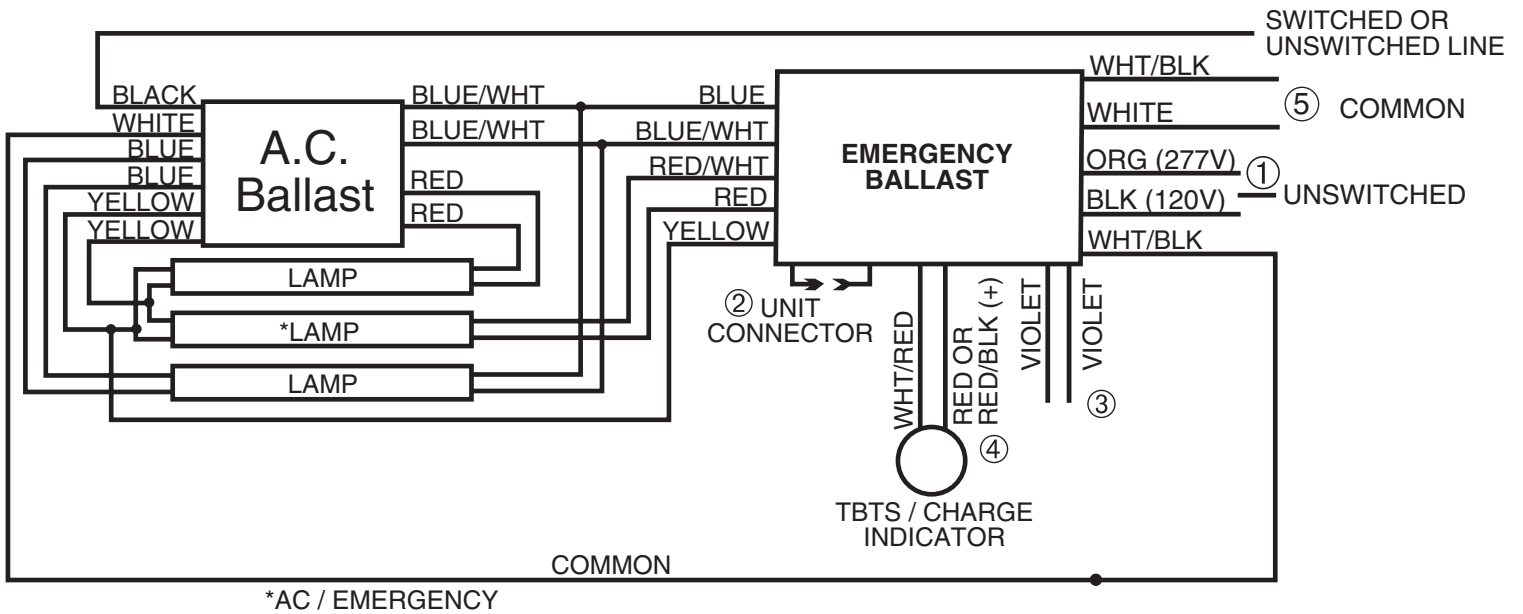 SWITCHED OR
UNSWITCHED LINE
BLACK
WHITE
BLUE
BLUE
YELLOW
YELLOW
A.C.
Ballast
BLUE/WHT
BLUE/WHT
RED
RED
BLUE
BLUE/WHT
RED/WHT
RED
YELLOW
EMERGENCY
BALLAST
WHT/BLK
WHITE
⑤ COMMON
ORG (277V)
① UNSWITCHED
BLK (120V)
WHT/BLK
LAMP
*LAMP
LAMP
② UNIT
CONNECTOR
WHT/RED
RED OR
RED/BLK (+)
VIOLET
VIOLET
③
④
TBTS / CHARGE
INDICATOR
COMMON
*AC / EMERGENCY